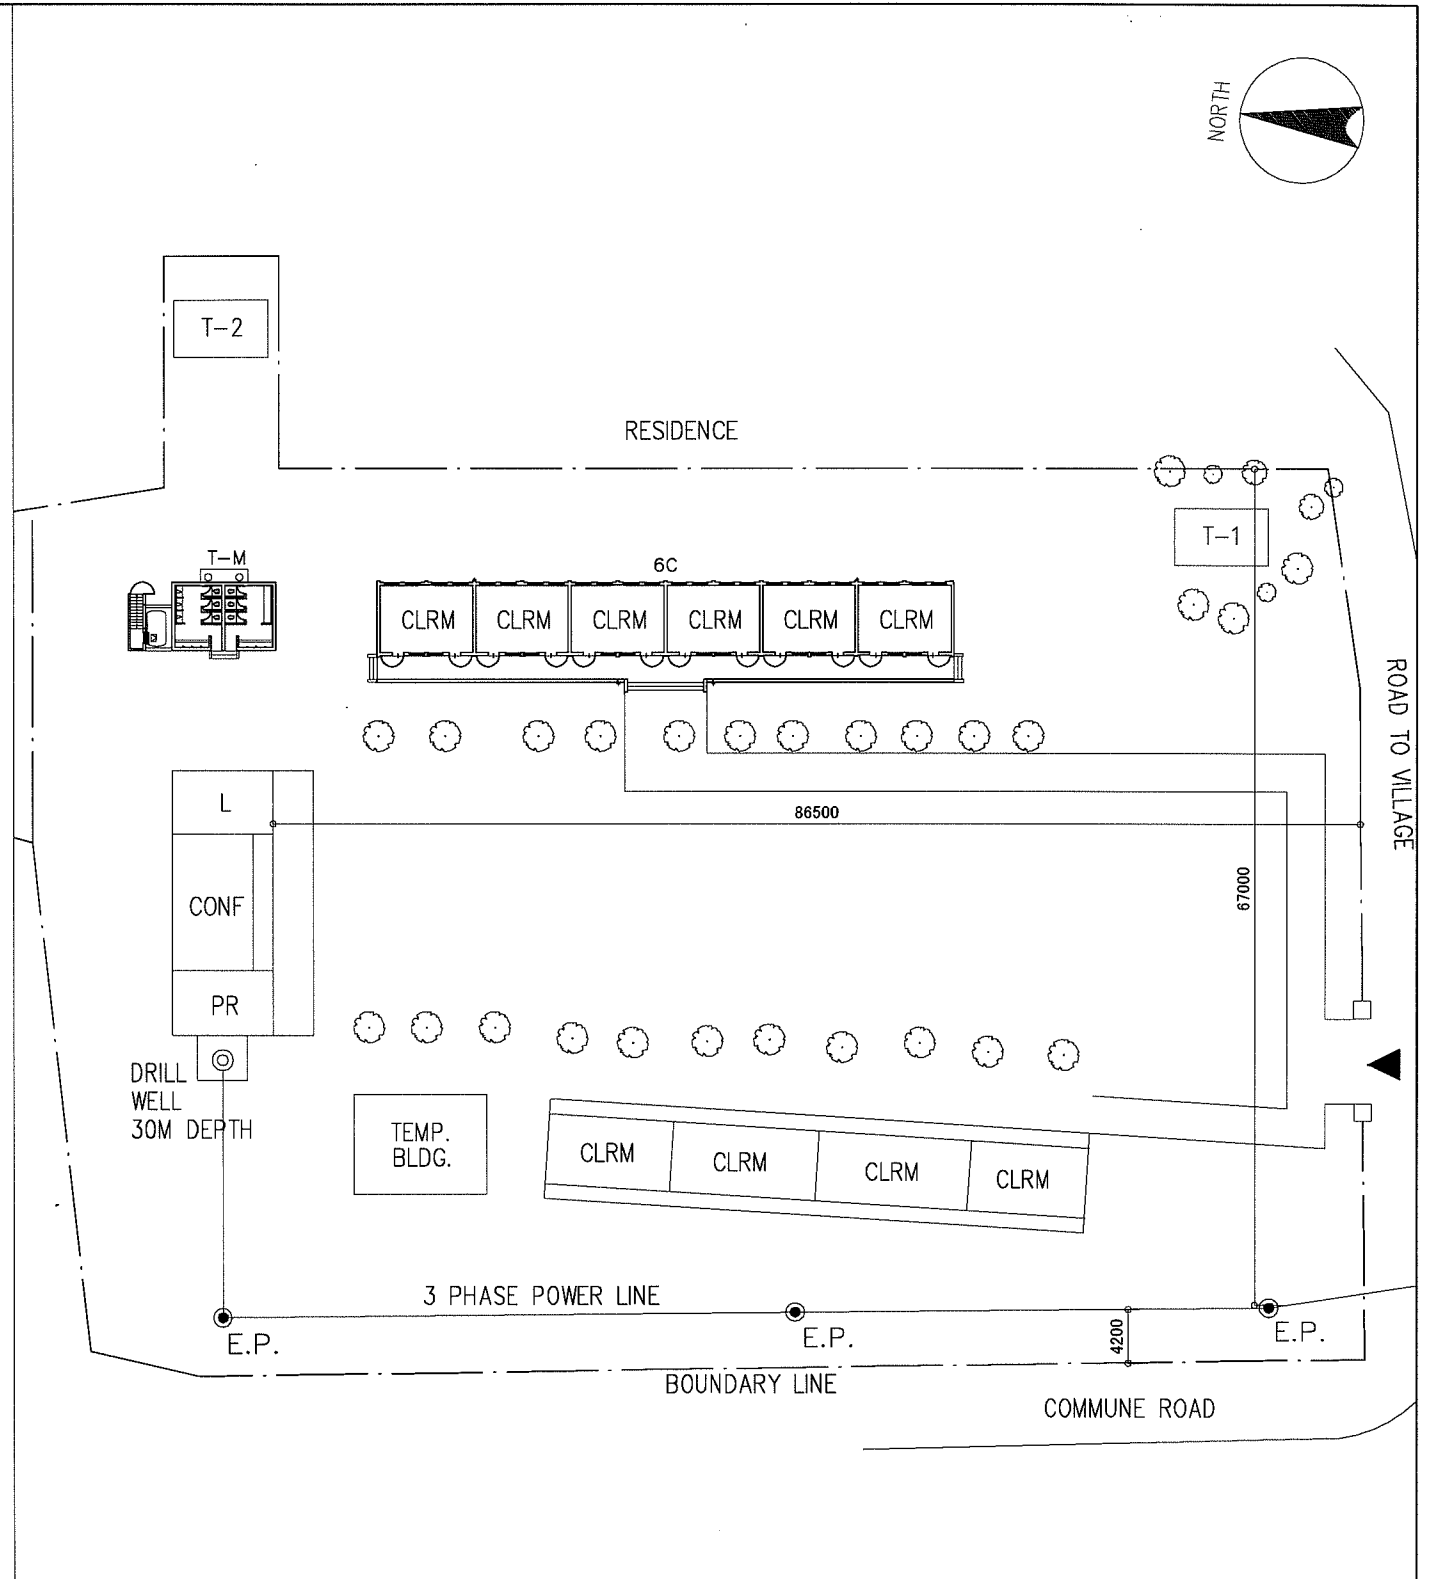 NORTH
T-2
RESIDENCE
T-1
T-M
6C
CLRM CLRM CLRM CLRM CLRM CLRM
ROAD TO VILLAGE
L
86500
67000
CONF
PR
DRILL
WELL
30M DEPTH
TEMP.
BLDG.
CLRM CLRM CLRM CLRM
3 PHASE POWER LINE
E.P. E.P. E.P.
4200
BOUNDARY LINE
COMMUNE ROAD